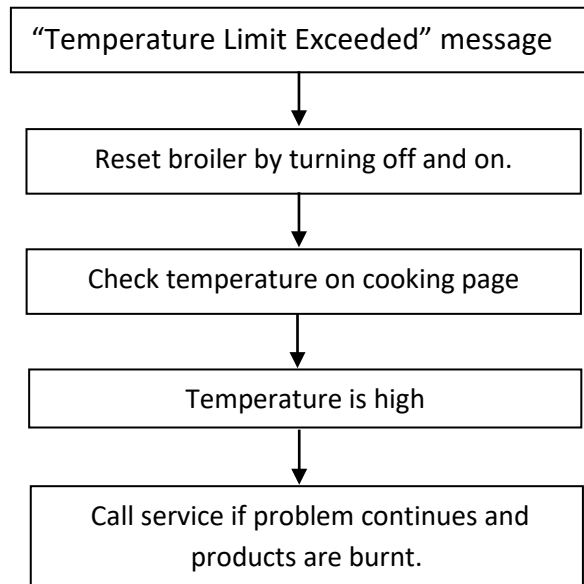 “Temperature Limit Exceeded” message
Reset broiler by turning off and on.
Check temperature on cooking page
Temperature is high
Call service if problem continues and
products are burnt.